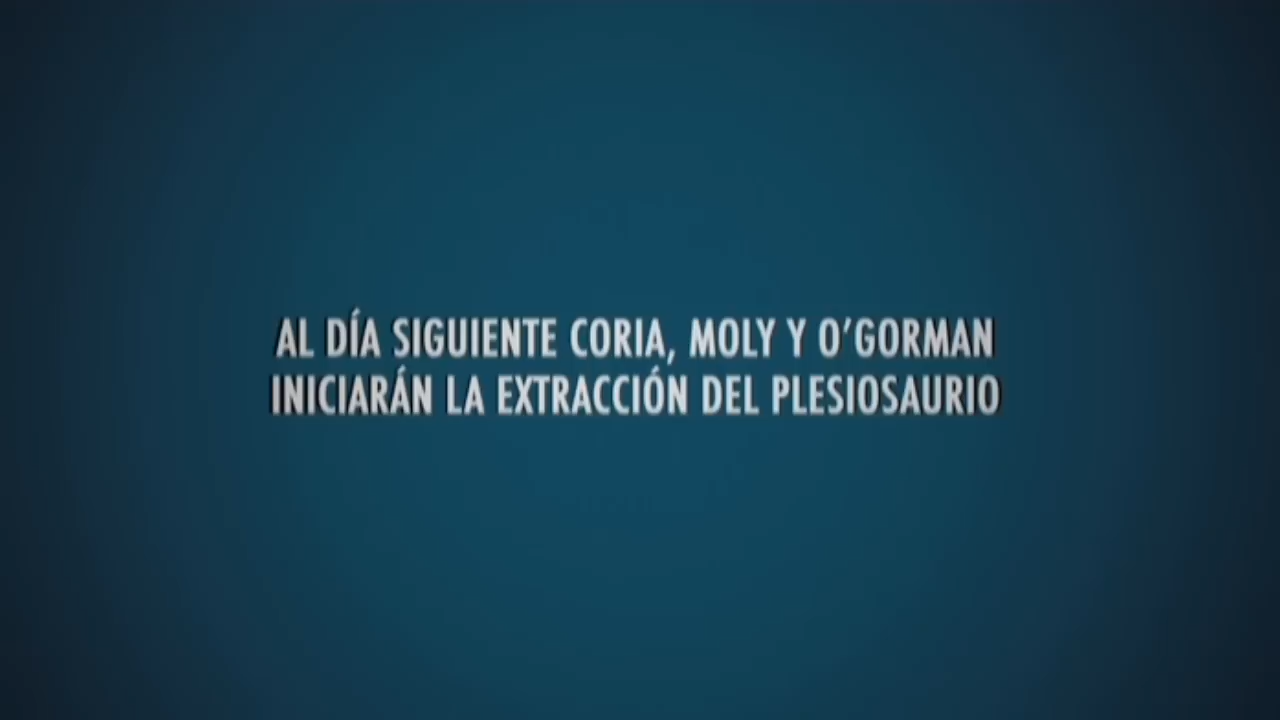 AL DÍA SIGUIENTE CORIA, MOLY Y O’GORMAN
INICIARÁN LA EXTRACCIÓN DEL PLESIOSAURIO